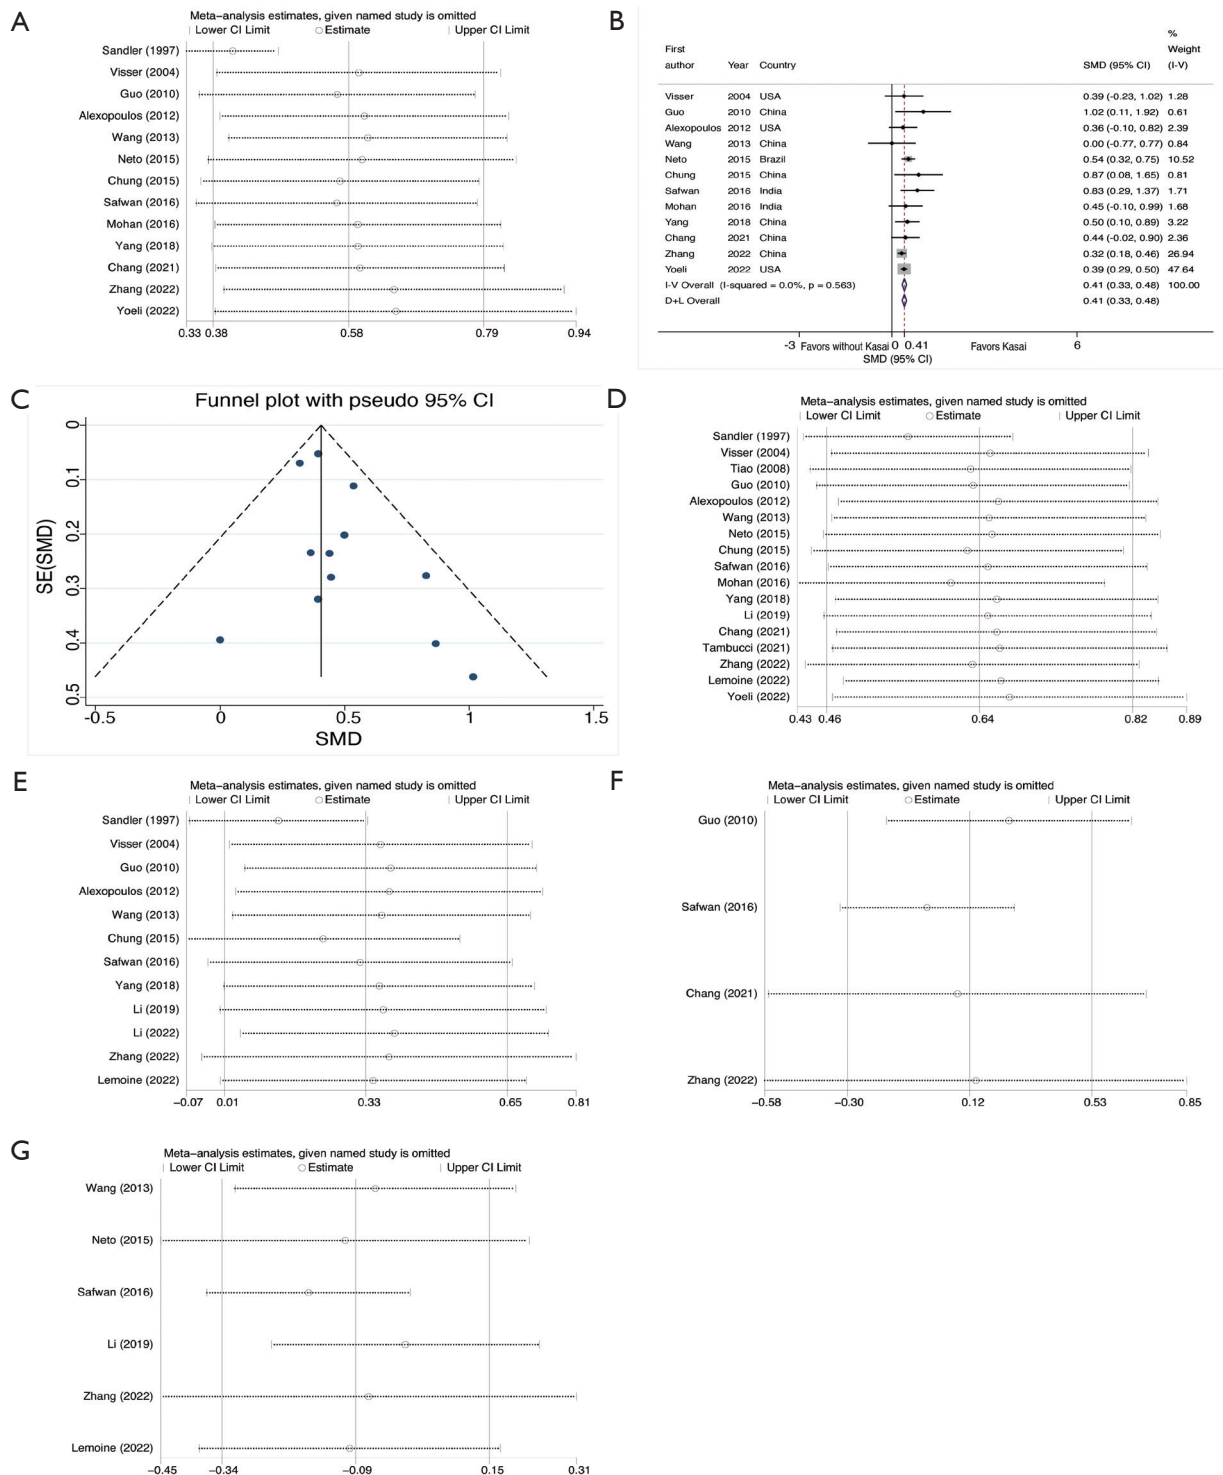 A
Meta−analysis estimates, given named study is omitted
Lower CI Limit Estimate Upper CI Limit
Sandler (1997)
Visser (2004)
Guo (2010)
Alexopoulos (2012)
Wang (2013)
Neto (2015)
Chung (2015)
Safwan (2016)
Mohan (2016)
Yang (2018)
Chang (2021)
Zhang (2022)
Yoeli (2022)
0.33 0.38 0.58 0.79 0.94
B
%
First Weight
author Year Country SMD (95% CI) (I-V)
Visser 2004 USA 0.39 (-0.23, 1.02) 1.28
Guo 2010 China 1.02 (0.11, 1.92) 0.61
Alexopoulos 2012 USA 0.36 (-0.10, 0.82) 2.39
Wang 2013 China 0.00 (-0.77, 0.77) 0.84
Neto 2015 Brazil 0.54 (0.32, 0.75) 10.52
Chung 2015 China 0.87 (0.08, 1.65) 0.81
Safwan 2016 India 0.83 (0.29, 1.37) 1.71
Mohan 2016 India 0.45 (-0.10, 0.99) 1.68
Yang 2018 China 0.50 (0.10, 0.89) 3.22
Chang 2021 China 0.44 (-0.02, 0.90) 2.36
Zhang 2022 China 0.32 (0.18, 0.46) 26.94
Yoeli 2022 USA 0.39 (0.29, 0.50) 47.64
I-V Overall (I-squared = 0.0%, p = 0.563) 0.41 (0.33, 0.48) 100.00
D+L Overall 0.41 (0.33, 0.48)
-3 Favors without Kasai 0 0.41 Favors Kasai 6
SMD (95% CI)
C
Funnel plot with pseudo 95% CI
SE(SMD)
0
0.1
0.2
0.3
0.4
0.5
-0.5 0 0.5 1 1.5
SMD
D
Meta−analysis estimates, given named study is omitted
Lower CI Limit Estimate Upper CI Limit
Sandler (1997)
Visser (2004)
Tiao (2008)
Guo (2010)
Alexopoulos (2012)
Wang (2013)
Neto (2015)
Chung (2015)
Safwan (2016)
Mohan (2016)
Yang (2018)
Li (2019)
Chang (2021)
Tambucci (2021)
Zhang (2022)
Lemoine (2022)
Yoeli (2022)
0.43 0.46 0.64 0.82 0.89
E
Meta−analysis estimates, given named study is omitted
Lower CI Limit Estimate Upper CI Limit
Sandler (1997)
Visser (2004)
Guo (2010)
Alexopoulos (2012)
Wang (2013)
Chung (2015)
Safwan (2016)
Yang (2018)
Li (2019)
Li (2022)
Zhang (2022)
Lemoine (2022)
−0.07 0.01 0.33 0.65 0.81
F
Meta−analysis estimates, given named study is omitted
Lower CI Limit Estimate Upper CI Limit
Guo (2010)
Safwan (2016)
Chang (2021)
Zhang (2022)
−0.58 −0.30 0.12 0.53 0.85
G
Meta−analysis estimates, given named study is omitted
Lower CI Limit Estimate Upper CI Limit
Wang (2013)
Neto (2015)
Safwan (2016)
Li (2019)
Zhang (2022)
Lemoine (2022)
−0.45 −0.34 −0.09 0.15 0.31